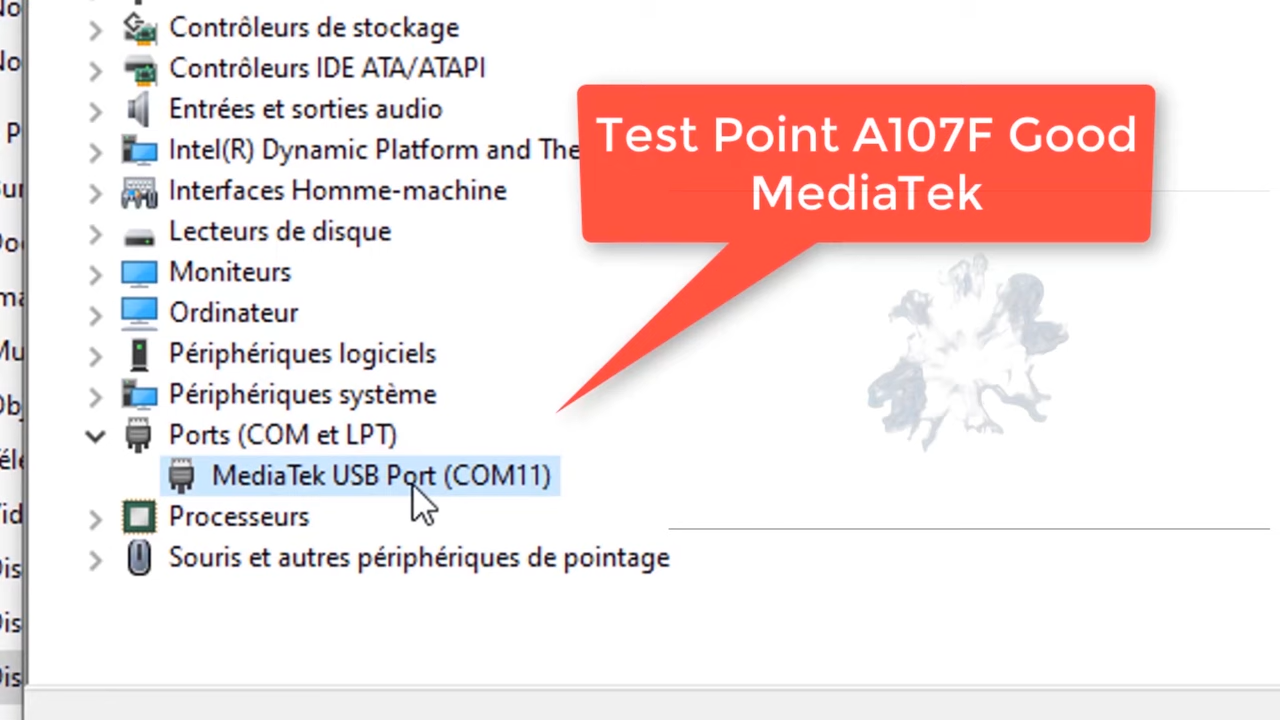 Contrôleurs de stockage
Contrôleurs IDE ATA/ATAPI
Entrées et sorties audio
Intel(R) Dynamic Platform and The
Interfaces Homme-machine
Lecteurs de disque
Moniteurs
Ordinateur
Périphériques logiciels
Périphériques système
Ports (COM et LPT)
MediaTek USB Port (COM11)
Processeurs
Souris et autres périphériques de pointage
Test Point A107F Good
MediaTek